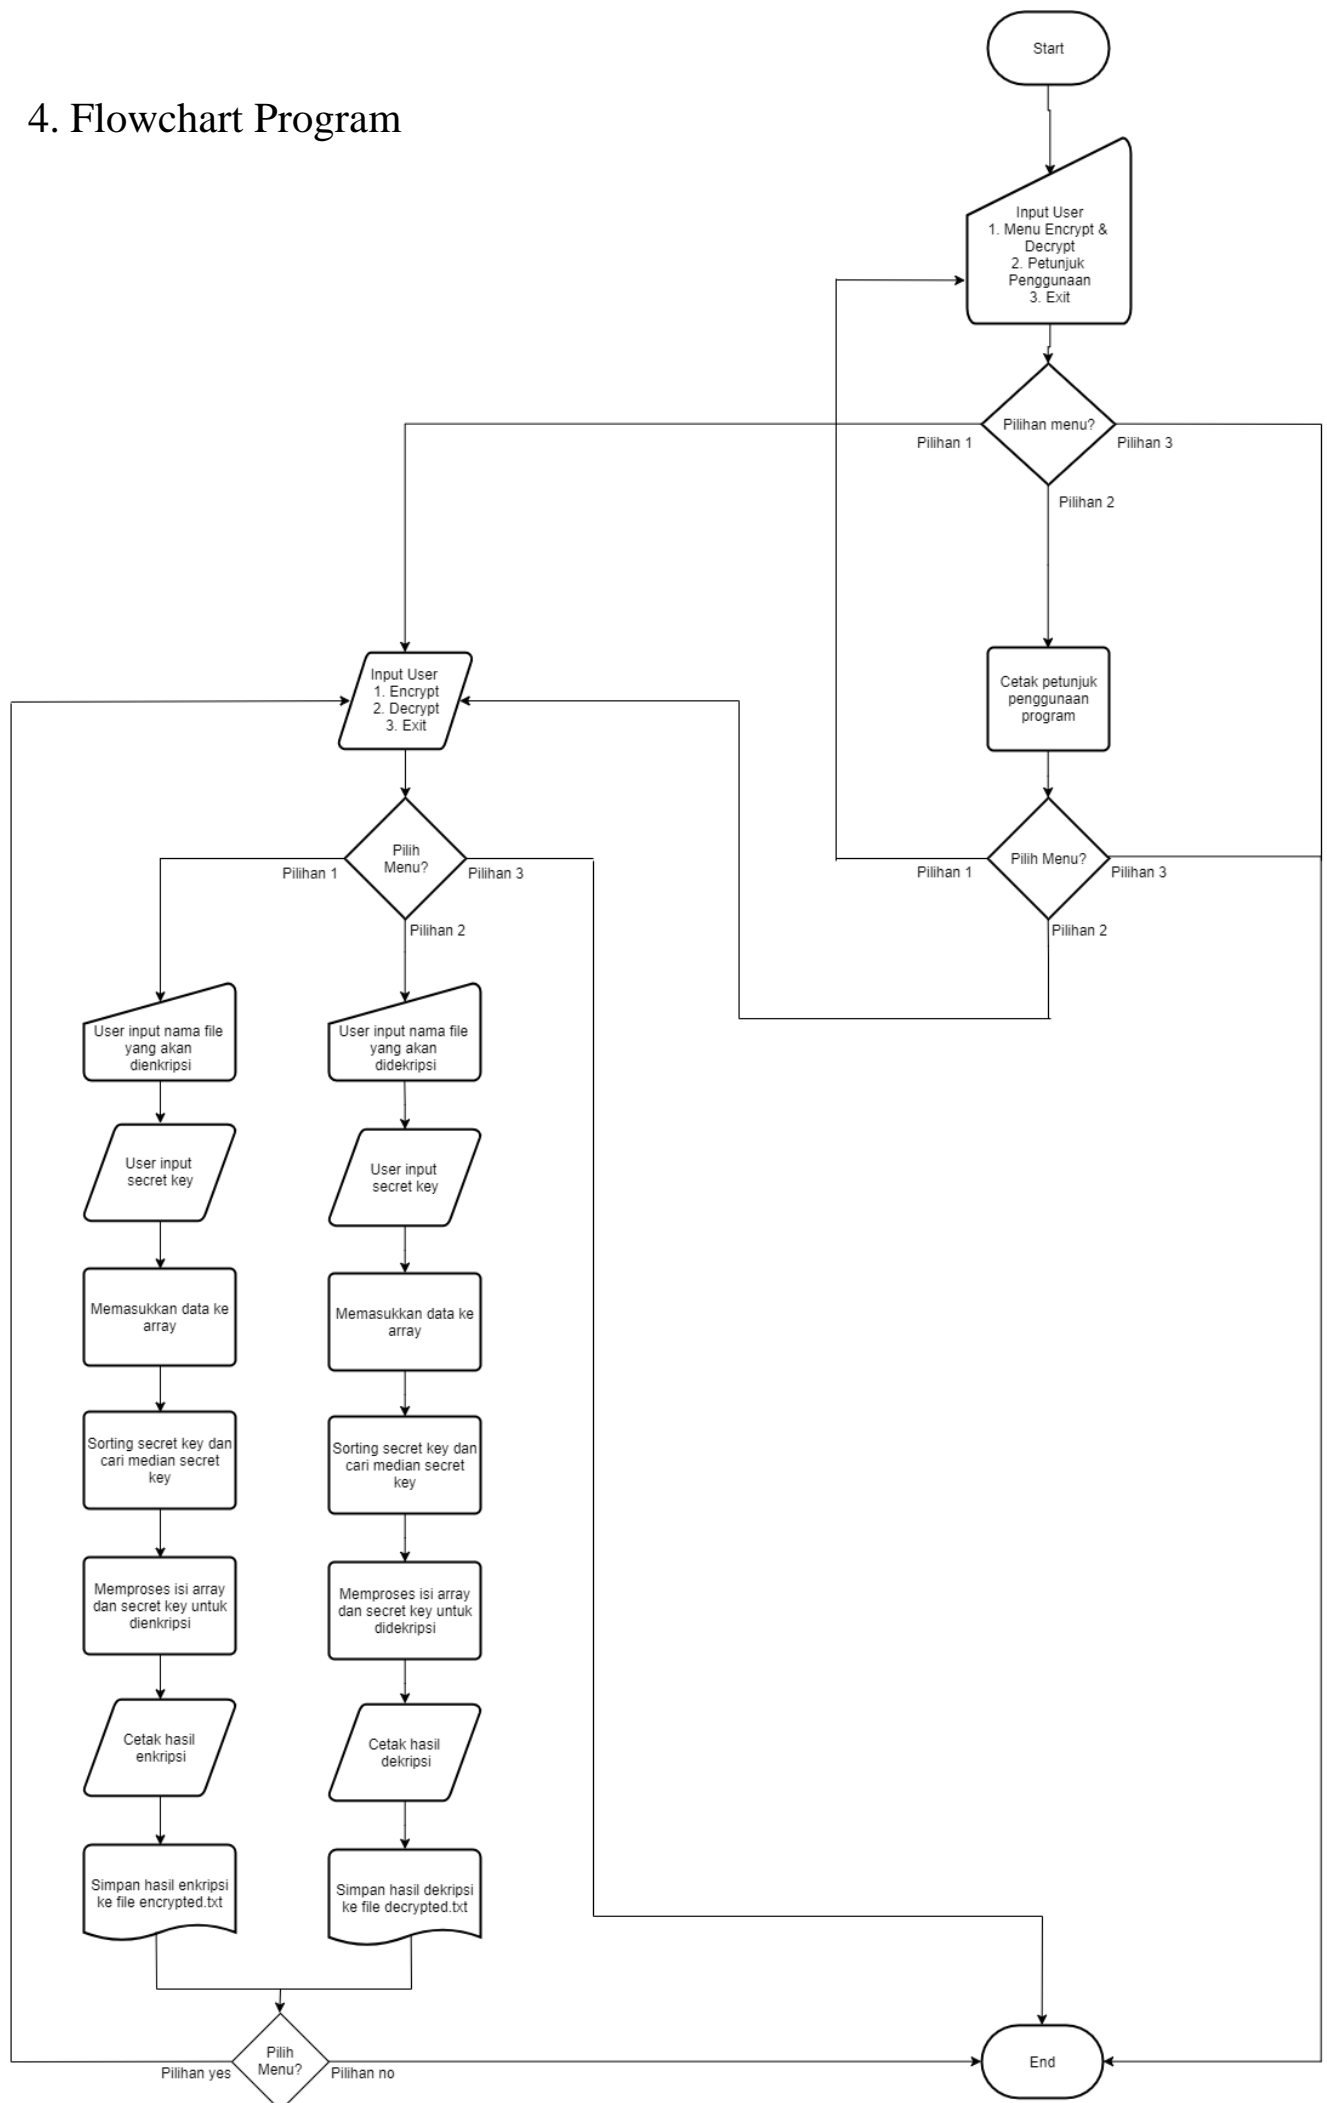 Start
4. Flowchart Program
Input User
1. Menu Encrypt &
Decrypt
2. Petunjuk
Penggunaan
3. Exit
Pilihan menu?
Pilihan 1
Pilihan 3
Pilihan 2
Cetak petunjuk
penggunaan
program
Pilih Menu?
Pilihan 1
Pilihan 3
Pilihan 2
Input User
1. Encrypt
2. Decrypt
3. Exit
Pilih
Menu?
Pilihan 1
Pilihan 3
Pilihan 2
User input nama file
yang akan
dienkripsi
User input
secret key
Memasukkan data ke
array
Sorting secret key dan
cari median secret
key
Memproses isi array
dan secret key untuk
dienkripsi
Cetak hasil
enkripsi
Simpan hasil enkripsi
ke file encrypted.txt
User input nama file
yang akan
didekripsi
User input
secret key
Memasukkan data ke
array
Sorting secret key dan
cari median secret
key
Memproses isi array
dan secret key untuk
didekripsi
Cetak hasil
dekripsi
Simpan hasil dekripsi
ke file decrypted.txt
Pilih
Menu?
Pilihan yes
Pilihan no
End